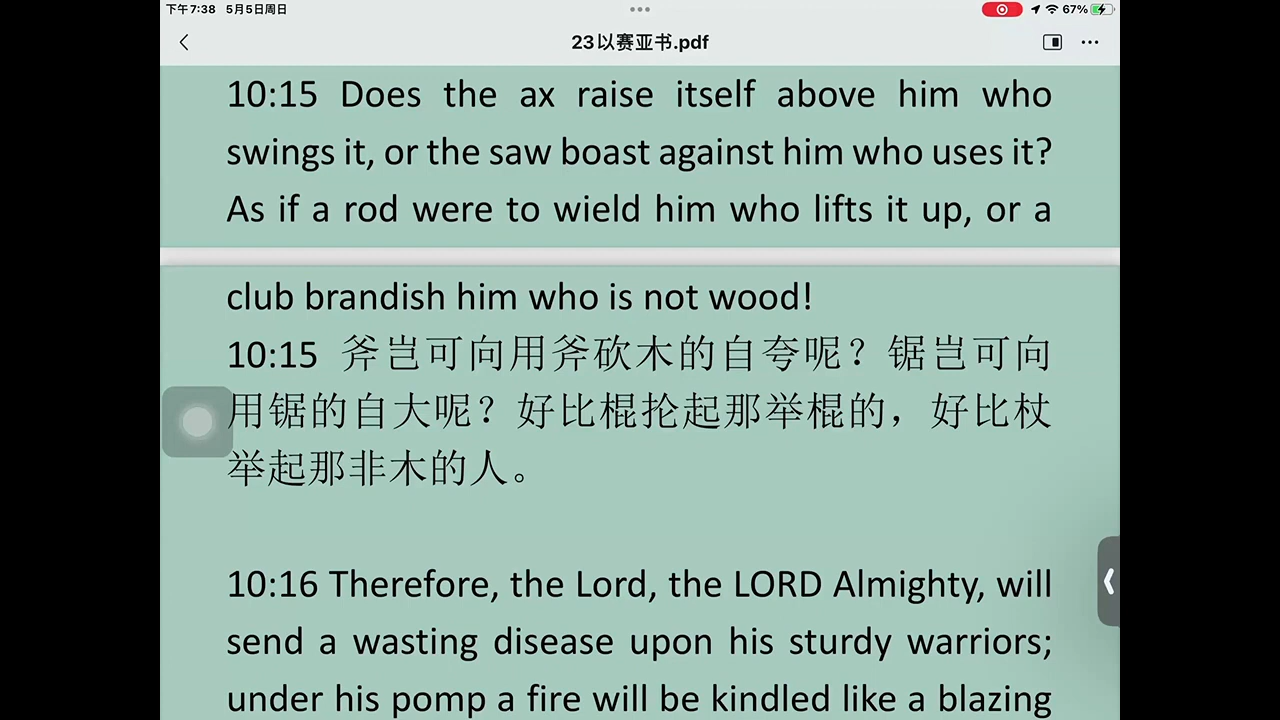 下午7:38 5月5日周日
67%
23以赛亚书.pdf
10:15 Does the ax raise itself above him who
swings it, or the saw boast against him who uses it?
As if a rod were to wield him who lifts it up, or a
club brandish him who is not wood!
10:15 斧岂可向用斧砍木的自夸呢？锯岂可向
用锯的自大呢？好比棍抡起那举棍的，好比杖
举起那非木的人。
10:16 Therefore, the Lord, the LORD Almighty, will
send a wasting disease upon his sturdy warriors;
under his pomp a fire will be kindled like a blazing